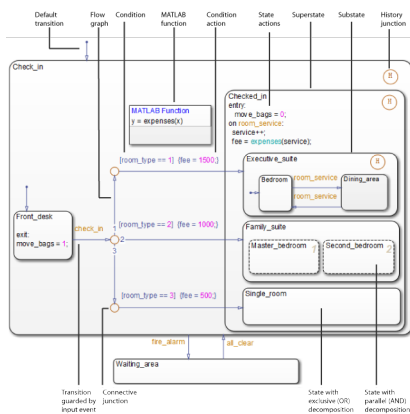 Default
transition
Flow
graph
Condition
MATLAB
function
Condition
action
State
actions
Superstate
Substate
History
junction
Check_in
H
Checked_in
entry:
move_bags = 0;
on room_service:
service++;
fee = expenses(service);
H
MATLAB Function
y = expenses(x)
[room_type == 1] {fee = 1500;}
Executive_suite
H
Bedroom
room_service
room_service
Dining_area
Front_desk
exit:
move_bags = 1;
check_in
1
2
3
[room_type == 2] {fee = 1000;}
Family_suite
Master_bedroom 1
Second_bedroom 2
[room_type == 3] {fee = 500;}
Single_room
fire_alarm
all_clear
Waiting_area
Transition
guarded by
input event
Connective
junction
State with
exclusive (OR)
decomposition
State with
parallel (AND)
decomposition